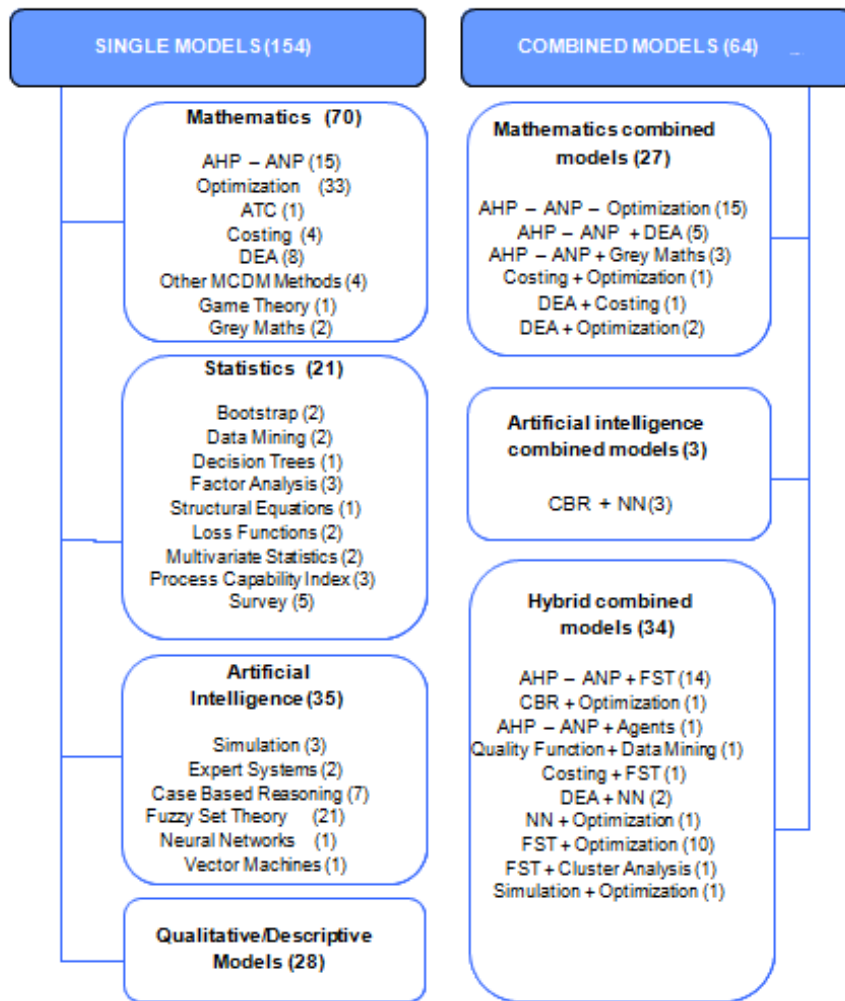 SINGLE MODELS (154)
Mathematics (70)
AHP – ANP (15)
Optimization (33)
ATC (1)
Costing (4)
DEA (8)
Other MCDM Methods (4)
Game Theory (1)
Grey Maths (2)
Statistics (21)
Bootstrap (2)
Data Mining (2)
Decision Trees (1)
Factor Analysis (3)
Structural Equations (1)
Loss Functions (2)
Multivariate Statistics (2)
Process Capability Index (3)
Survey (5)
Artificial
Intelligence (35)
Simulation (3)
Expert Systems (2)
Case Based Reasoning (7)
Fuzzy Set Theory (21)
Neural Networks (1)
Vector Machines (1)
Qualitative/Descriptive
Models (28)
COMBINED MODELS (64)
Mathematics combined
models (27)
AHP – ANP – Optimization (15)
AHP – ANP + DEA (5)
AHP – ANP + Grey Maths (3)
Costing + Optimization (1)
DEA + Costing (1)
DEA + Optimization (2)
Artificial intelligence
combined models (3)
CBR + NN (3)
Hybrid combined
models (34)
AHP – ANP + FST (14)
CBR + Optimization (1)
AHP – ANP + Agents (1)
Quality Function + Data Mining (1)
Costing + FST (1)
DEA + NN (2)
NN + Optimization (1)
FST + Optimization (10)
FST + Cluster Analysis (1)
Simulation + Optimization (1)